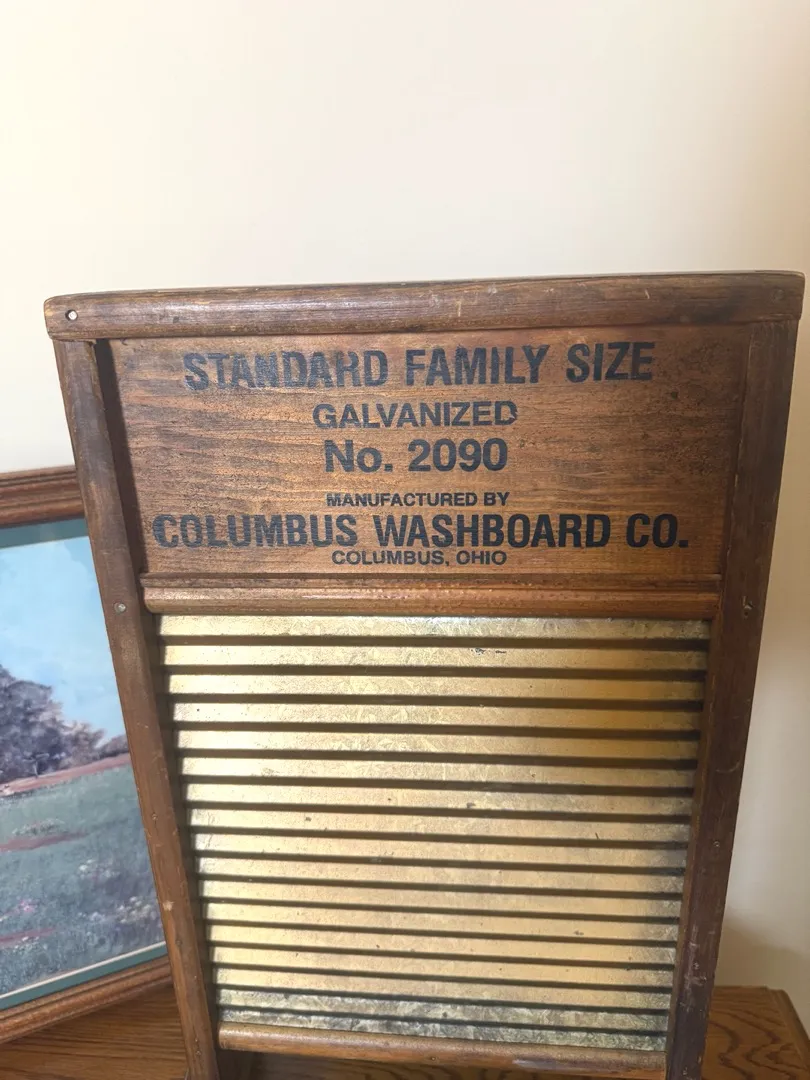 STANDARD FAMILY SIZE
GALVANIZED
No. 2090
MANUFACTURED BY
COLUMBUS WASHBOARD CO.
COLUMBUS, OHIO